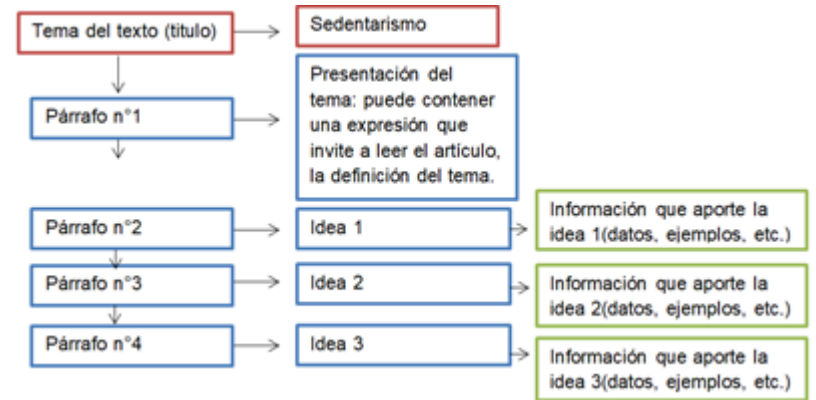 Tema del texto (titulo)
Sedentarismo
Párrafo n°1
Presentación del
tema: puede contener
una expresión que
invite a leer el artículo,
la definición del tema.
Párrafo n°2
Idea 1
Información que aporte la
idea 1(datos, ejemplos, etc.)
Párrafo n°3
Idea 2
Información que aporte la
idea 2(datos, ejemplos, etc.)
Párrafo n°4
Idea 3
Información que aporte la
idea 3(datos, ejemplos, etc.)